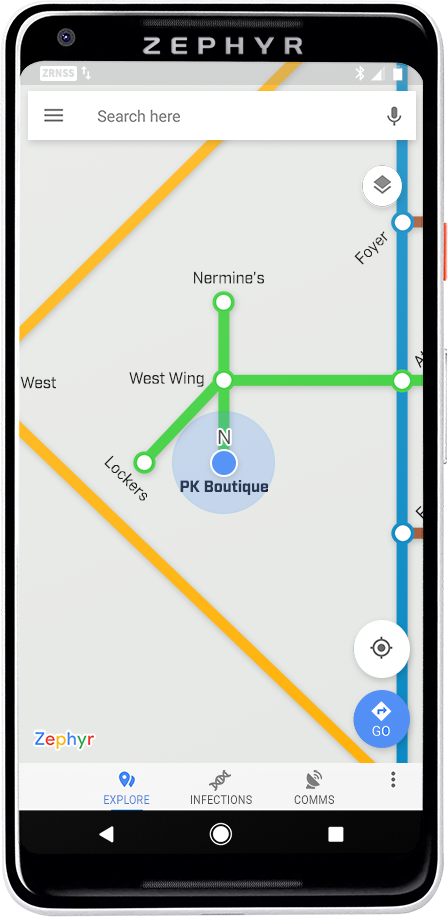 ZEPHYR
ZRNSS
Search here
Foyer
Nermine's
West
West Wing
N
Lockers
PK Boutique
GO
Zephyr
EXPLORE
INFECTIONS
COMMS